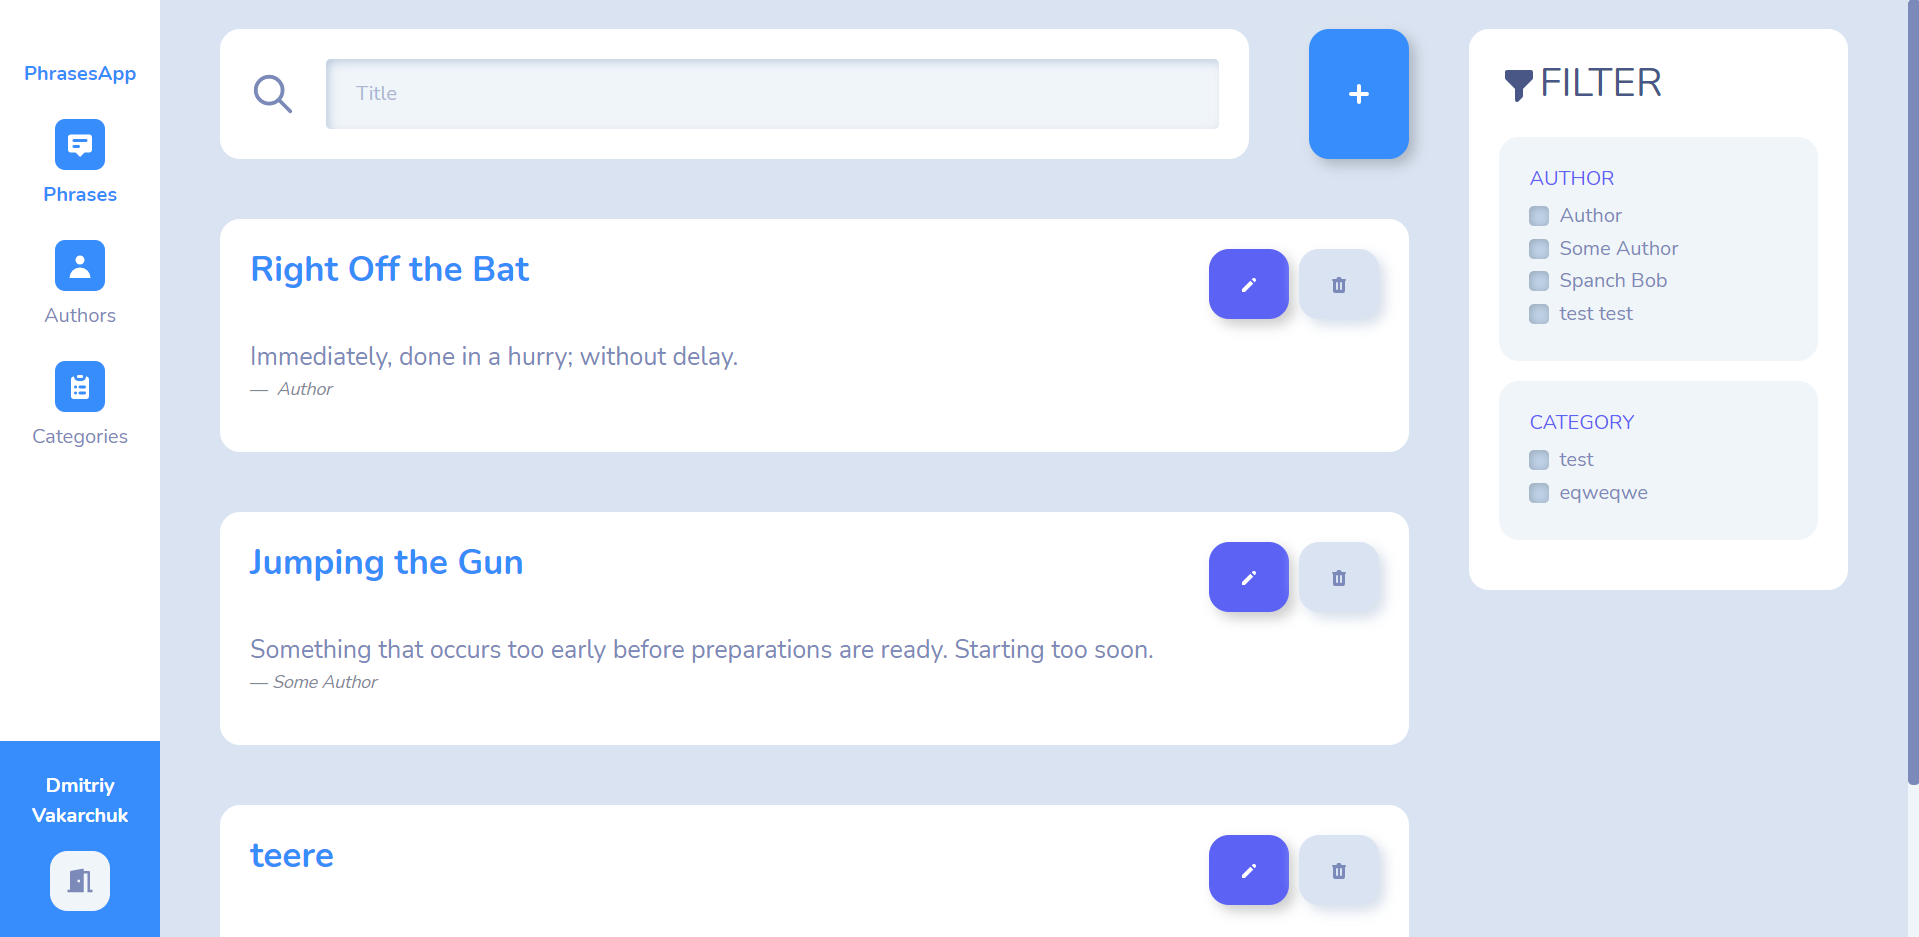 PhrasesApp
Phrases
Authors
Categories
Dmitriy
Vakarchuk
Title
Right Off the Bat
Immediately, done in a hurry; without delay.
— Author
Jumping the Gun
Something that occurs too early before preparations are ready. Starting too soon.
— Some Author
teere
FILTER
AUTHOR
Author
Some Author
Spanch Bob
test test
CATEGORY
test
eqweqwe